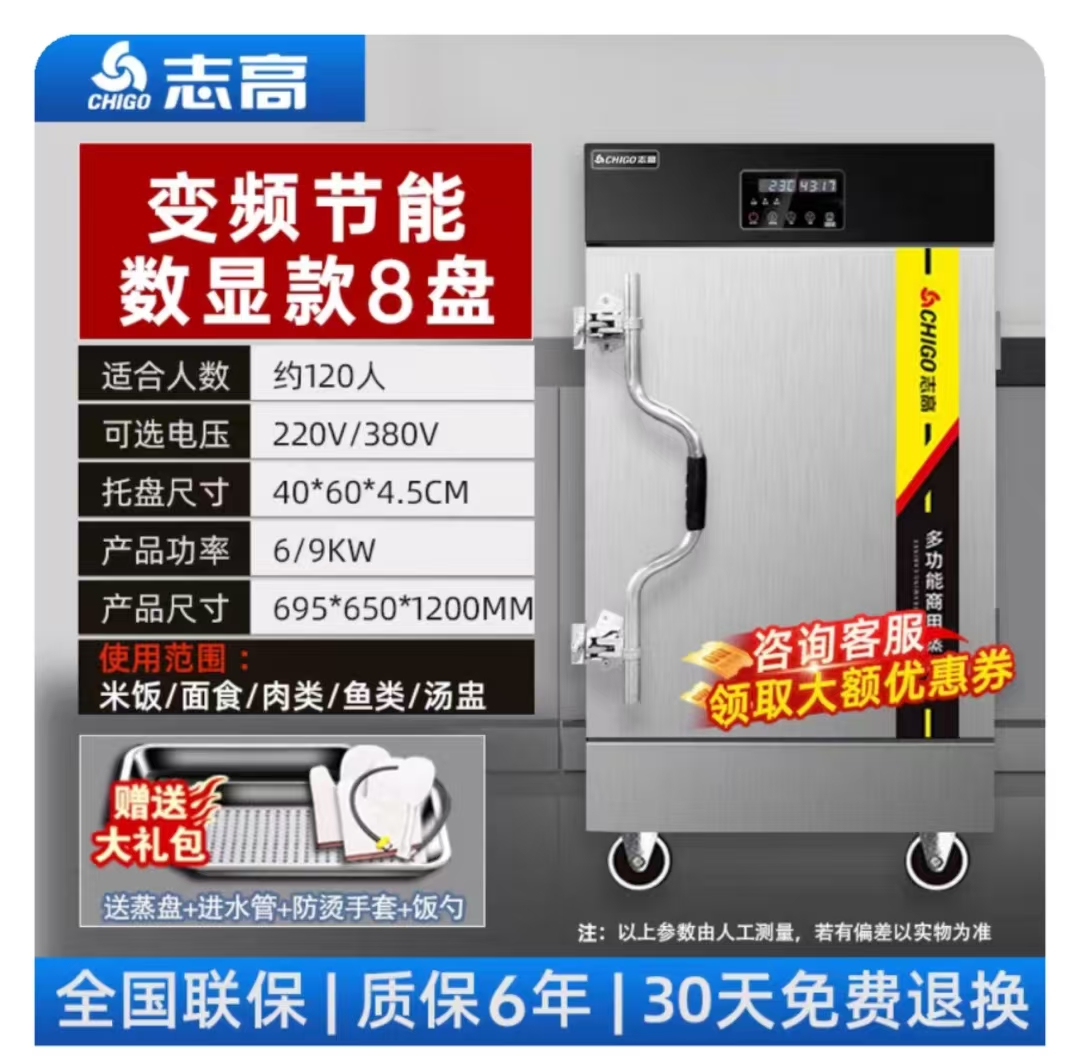 CHIGO 志高
变频节能
数显款8盘
适合人数 约120人
可选电压 220V/380V
托盘尺寸 40*60*4.5CM
产品功率 6/9KW
产品尺寸 695*650*1200MM
使用范围：
米饭/面食/肉类/鱼类/汤盅
赠送
大礼包
送蒸盘+进水管+防烫手套+饭勺
CHIGO 志高
230 4317
CHIGO 志高
多功能商用蒸
咨询客服
领取大额优惠券
注：以上参数由人工测量，若有偏差以实物为准
全国联保 | 质保6年 | 30天免费退换